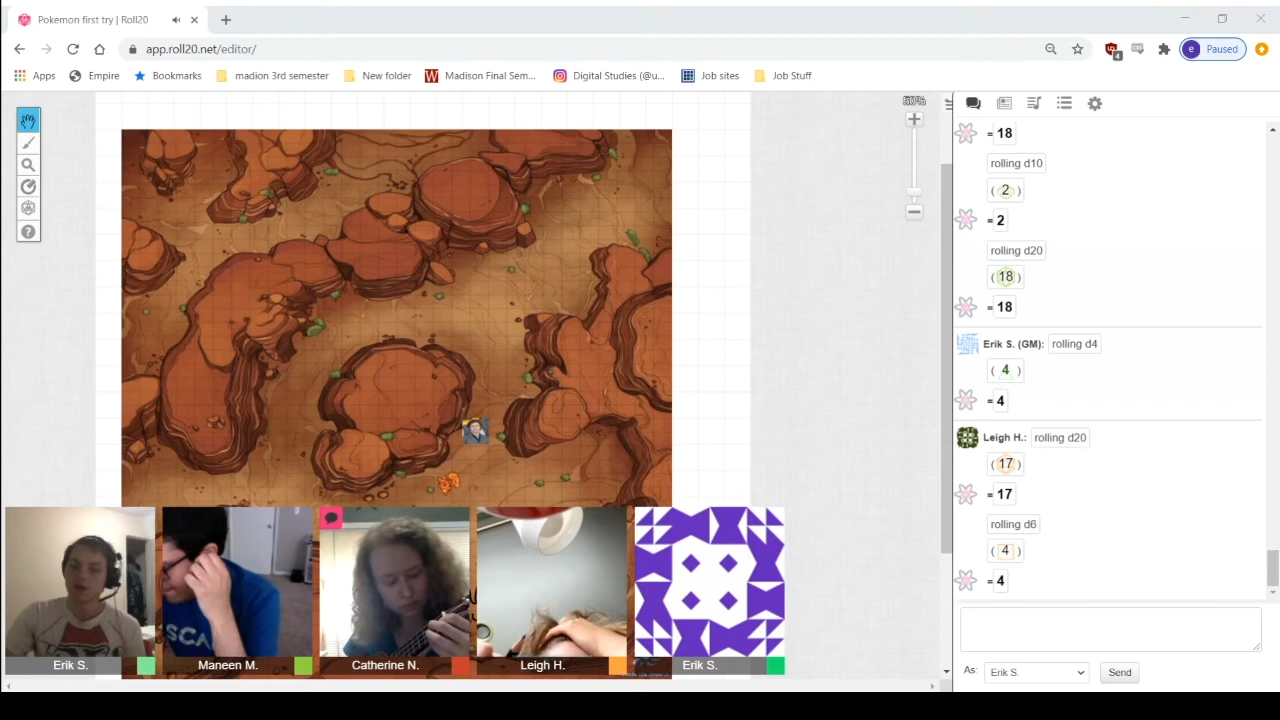 Pokemon first try | Roll20
app.roll20.net/editor/
4
e
Paused
Apps
Empire
Bookmarks
madion 3rd semester
New folder
Madison Final Sem...
Digital Studies (@u...
Job sites
Job Stuff
60%
= 18
rolling d10
( 2 )
= 2
rolling d20
( 18 )
= 18
Erik S. (GM): rolling d4
( 4 )
= 4
Leigh H.: rolling d20
( 17 )
= 17
rolling d6
( 4 )
= 4
SCA
Erik S.
Maneen M.
Catherine N.
Leigh H.
Erik S.
As:
Erik S.
Send